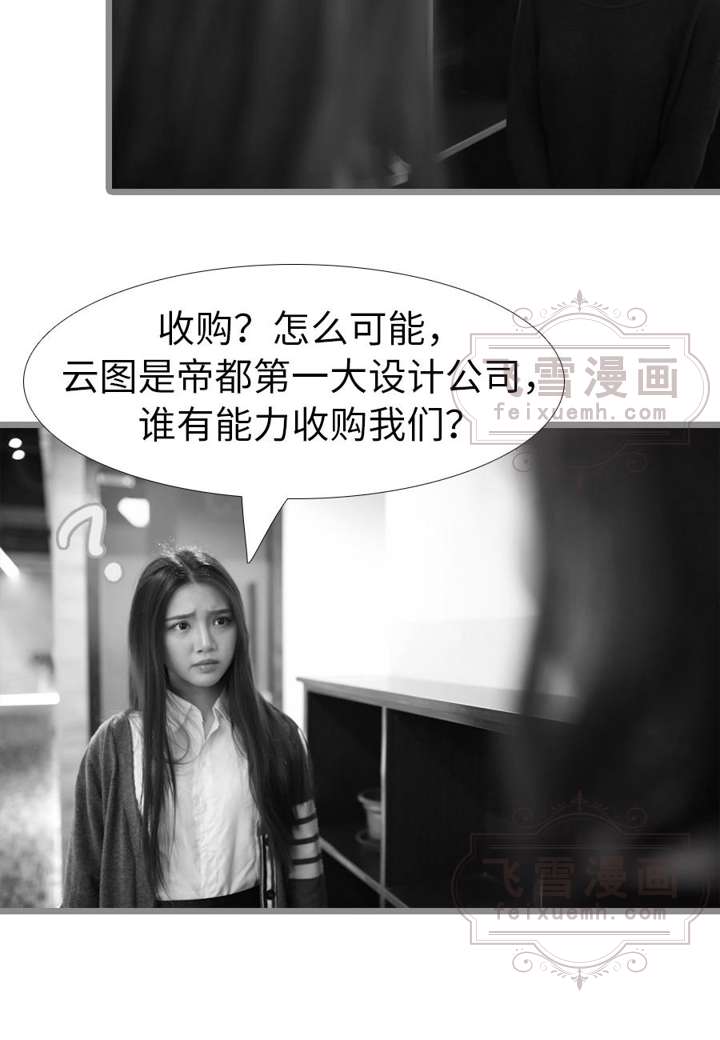 收购？怎么可能，
云图是帝都第一大设计公司，
谁有能力收购我们？
飞雪漫画
feixuemh.com
飞雪漫画
feixuemh.com